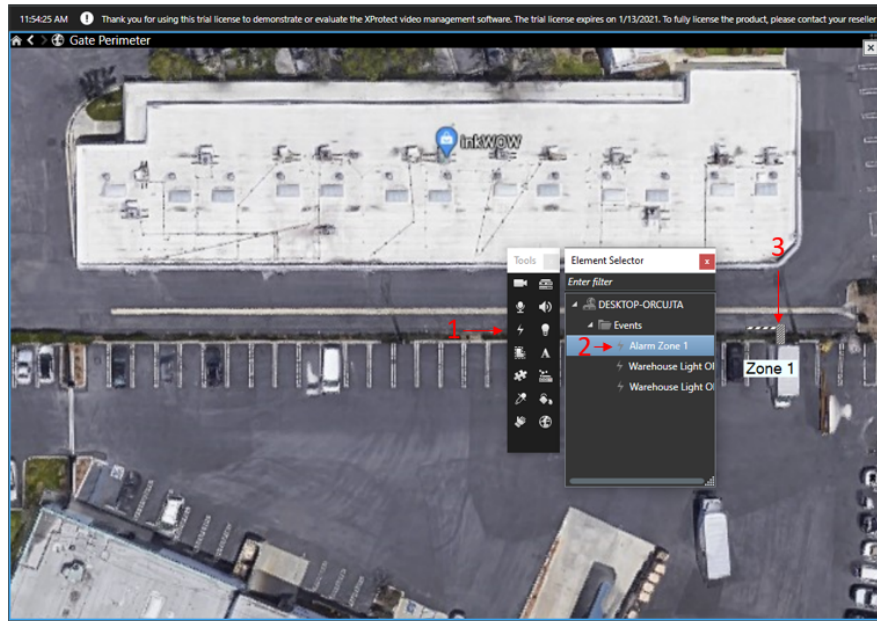 11:54:25 AM ! Thank you for using this trial license to demonstrate or evaluate the XProtect video management software. The trial license expires on 1/13/2021. To fully license the product, please contact your reseller
Gate Perimeter
inkWOW
3
Tools
Element Selector x
Enter filter
DESKTOP-ORCUJTA
1
Events
2
Alarm Zone 1
Warehouse Light O
Warehouse Light O
Zone 1
A